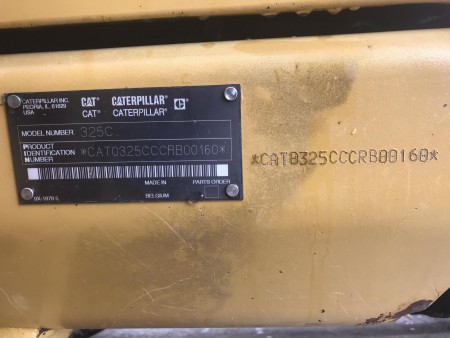 CATERPILLAR INC.
PEORIA, IL 61629
USA
CAT® CATERPILLAR® C
CAT® CATERPILLAR®
MODEL NUMBER 325C
PRODUCT
IDENTIFICATION
NUMBER *CAT0325CCCRB00160*
MADE IN
BELGIUM
PARTS ORDER
*CAT0325CCCRB00160*